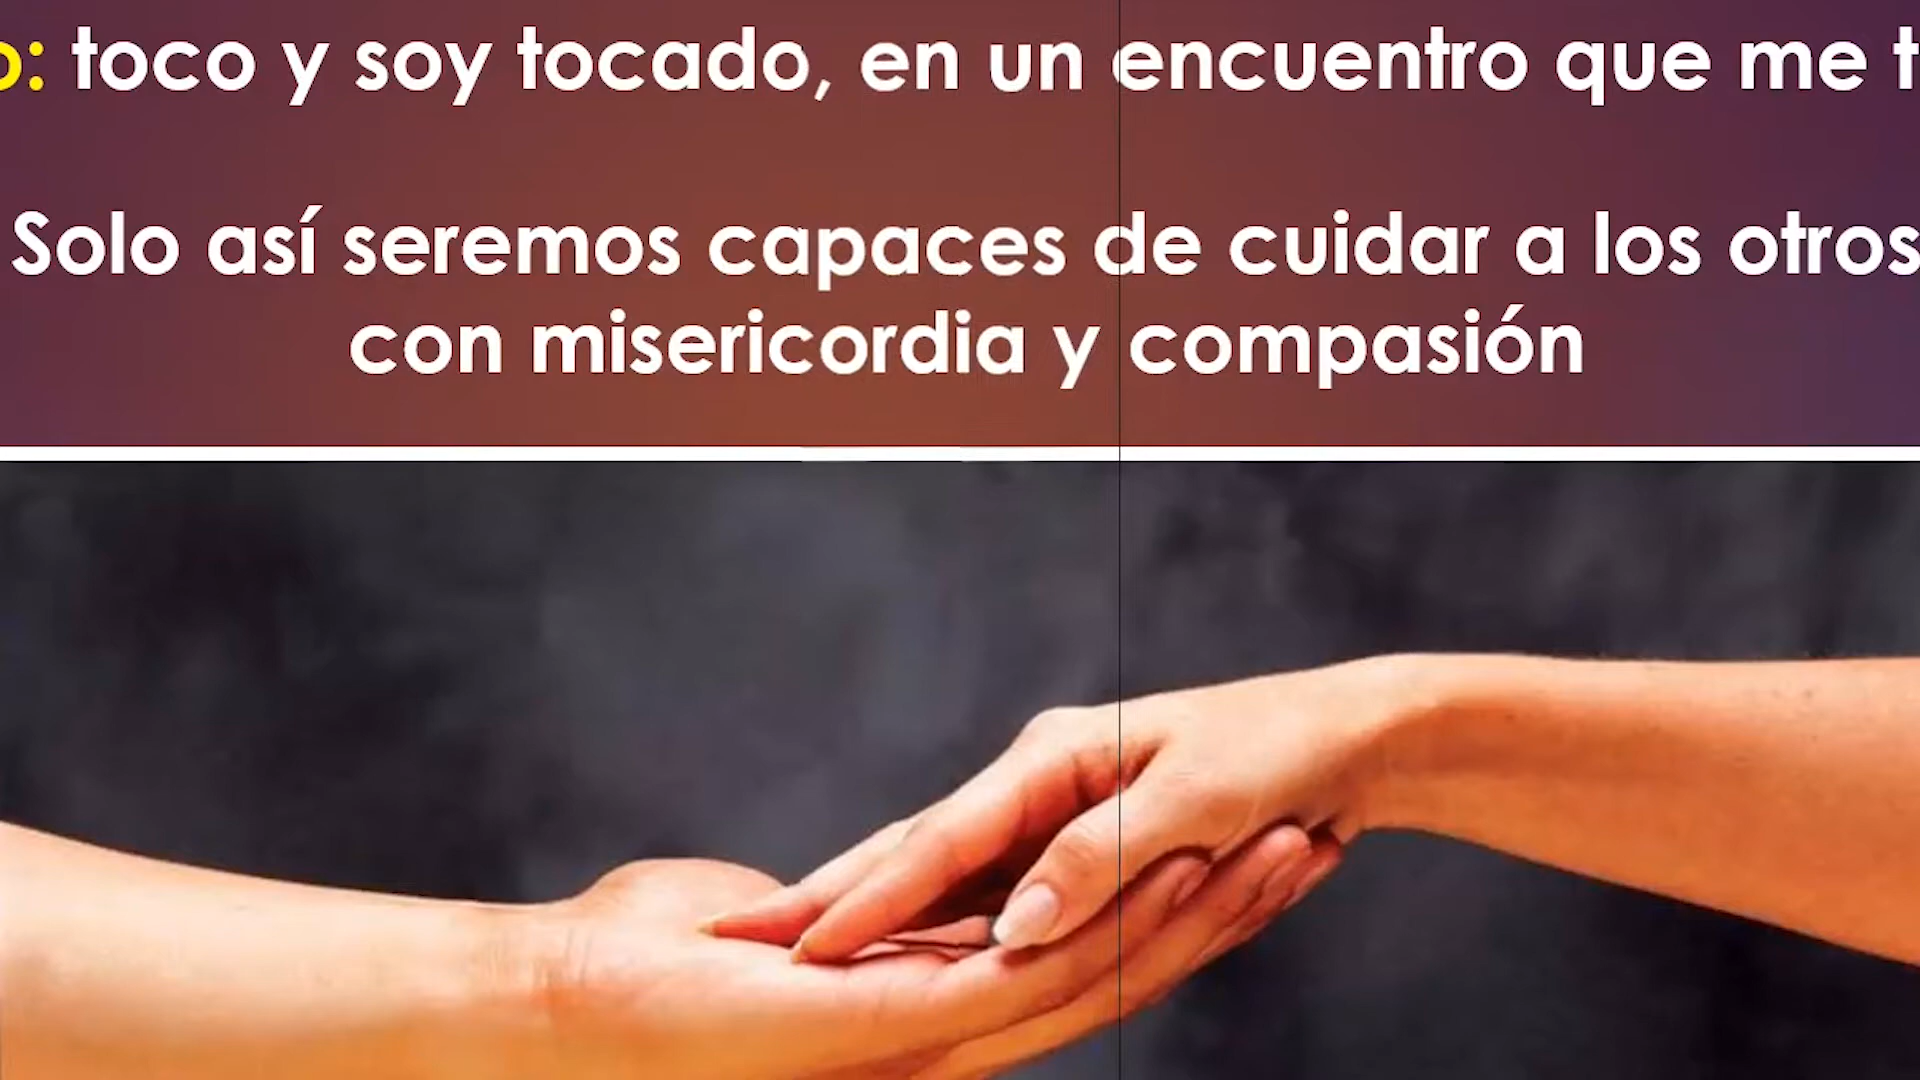 o: toco y soy tocado, en un encuentro que me t
Solo así seremos capaces de cuidar a los otros
con misericordia y compasión